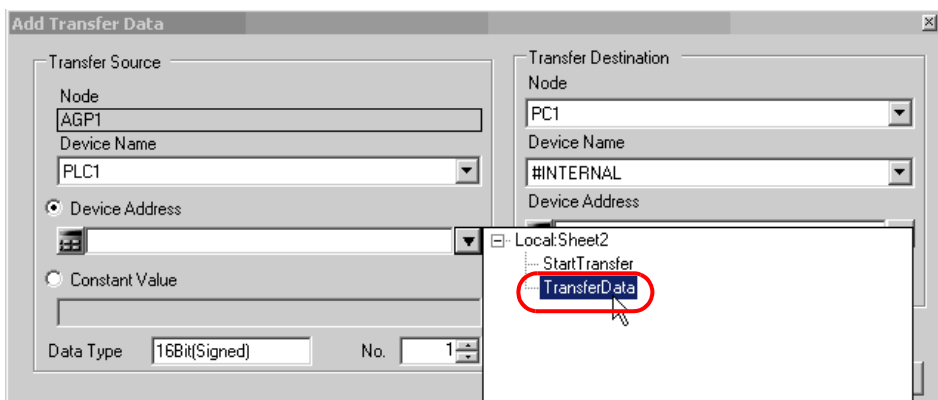 Add Transfer Data
Transfer Source
Node
AGP1
Device Name
PLC1
Device Address
Constant Value
Data Type 16Bit(Signed) No. 1
Transfer Destination
Node
PC1
Device Name
#INTERNAL
Device Address
Local:Sheet2
StartTransfer
TransferData